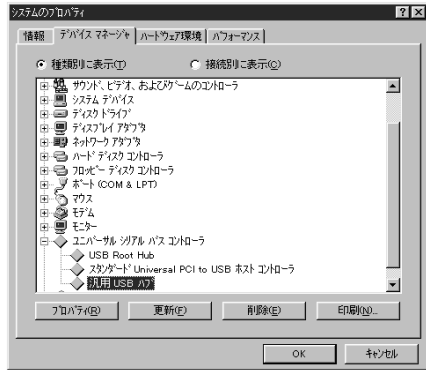 システムのプロパティ
情報 デバイス マネージャ ハードウェア環境 パフォーマンス
種類別に表示(T) 接続別に表示(C)
サウンド、ビデオ、およびゲームのコントローラ
システム デバイス
ディスク ドライブ
ディスプレイ アダプタ
ネットワーク アダプタ
ハード ディスク コントローラ
フロッピー ディスク コントローラ
ポート (COM & LPT)
マウス
モデム
モニター
ユニバーサル シリアル バス コントローラ
USB Root Hub
スタンダード Universal PCI to USB ホスト コントローラ
汎用 USB ハブ
プロパティ(R) 更新(F) 削除(E) 印刷(N)...
OK キャンセル